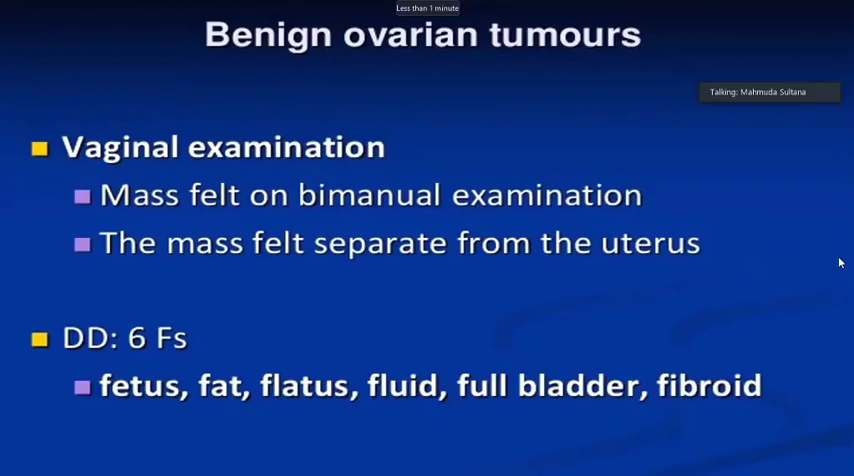 Less than 1 minute
Benign ovarian tumours
Talking: Mahmuda Sultana
Vaginal examination
Mass felt on bimanual examination
The mass felt separate from the uterus
DD: 6 Fs
fetus, fat, flatus, fluid, full bladder, fibroid